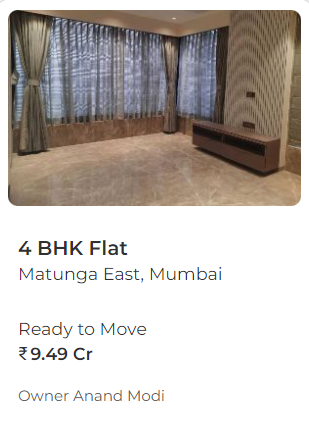 4 BHK Flat
Matunga East, Mumbai
Ready to Move
₹9.49 Cr
Owner Anand Modi